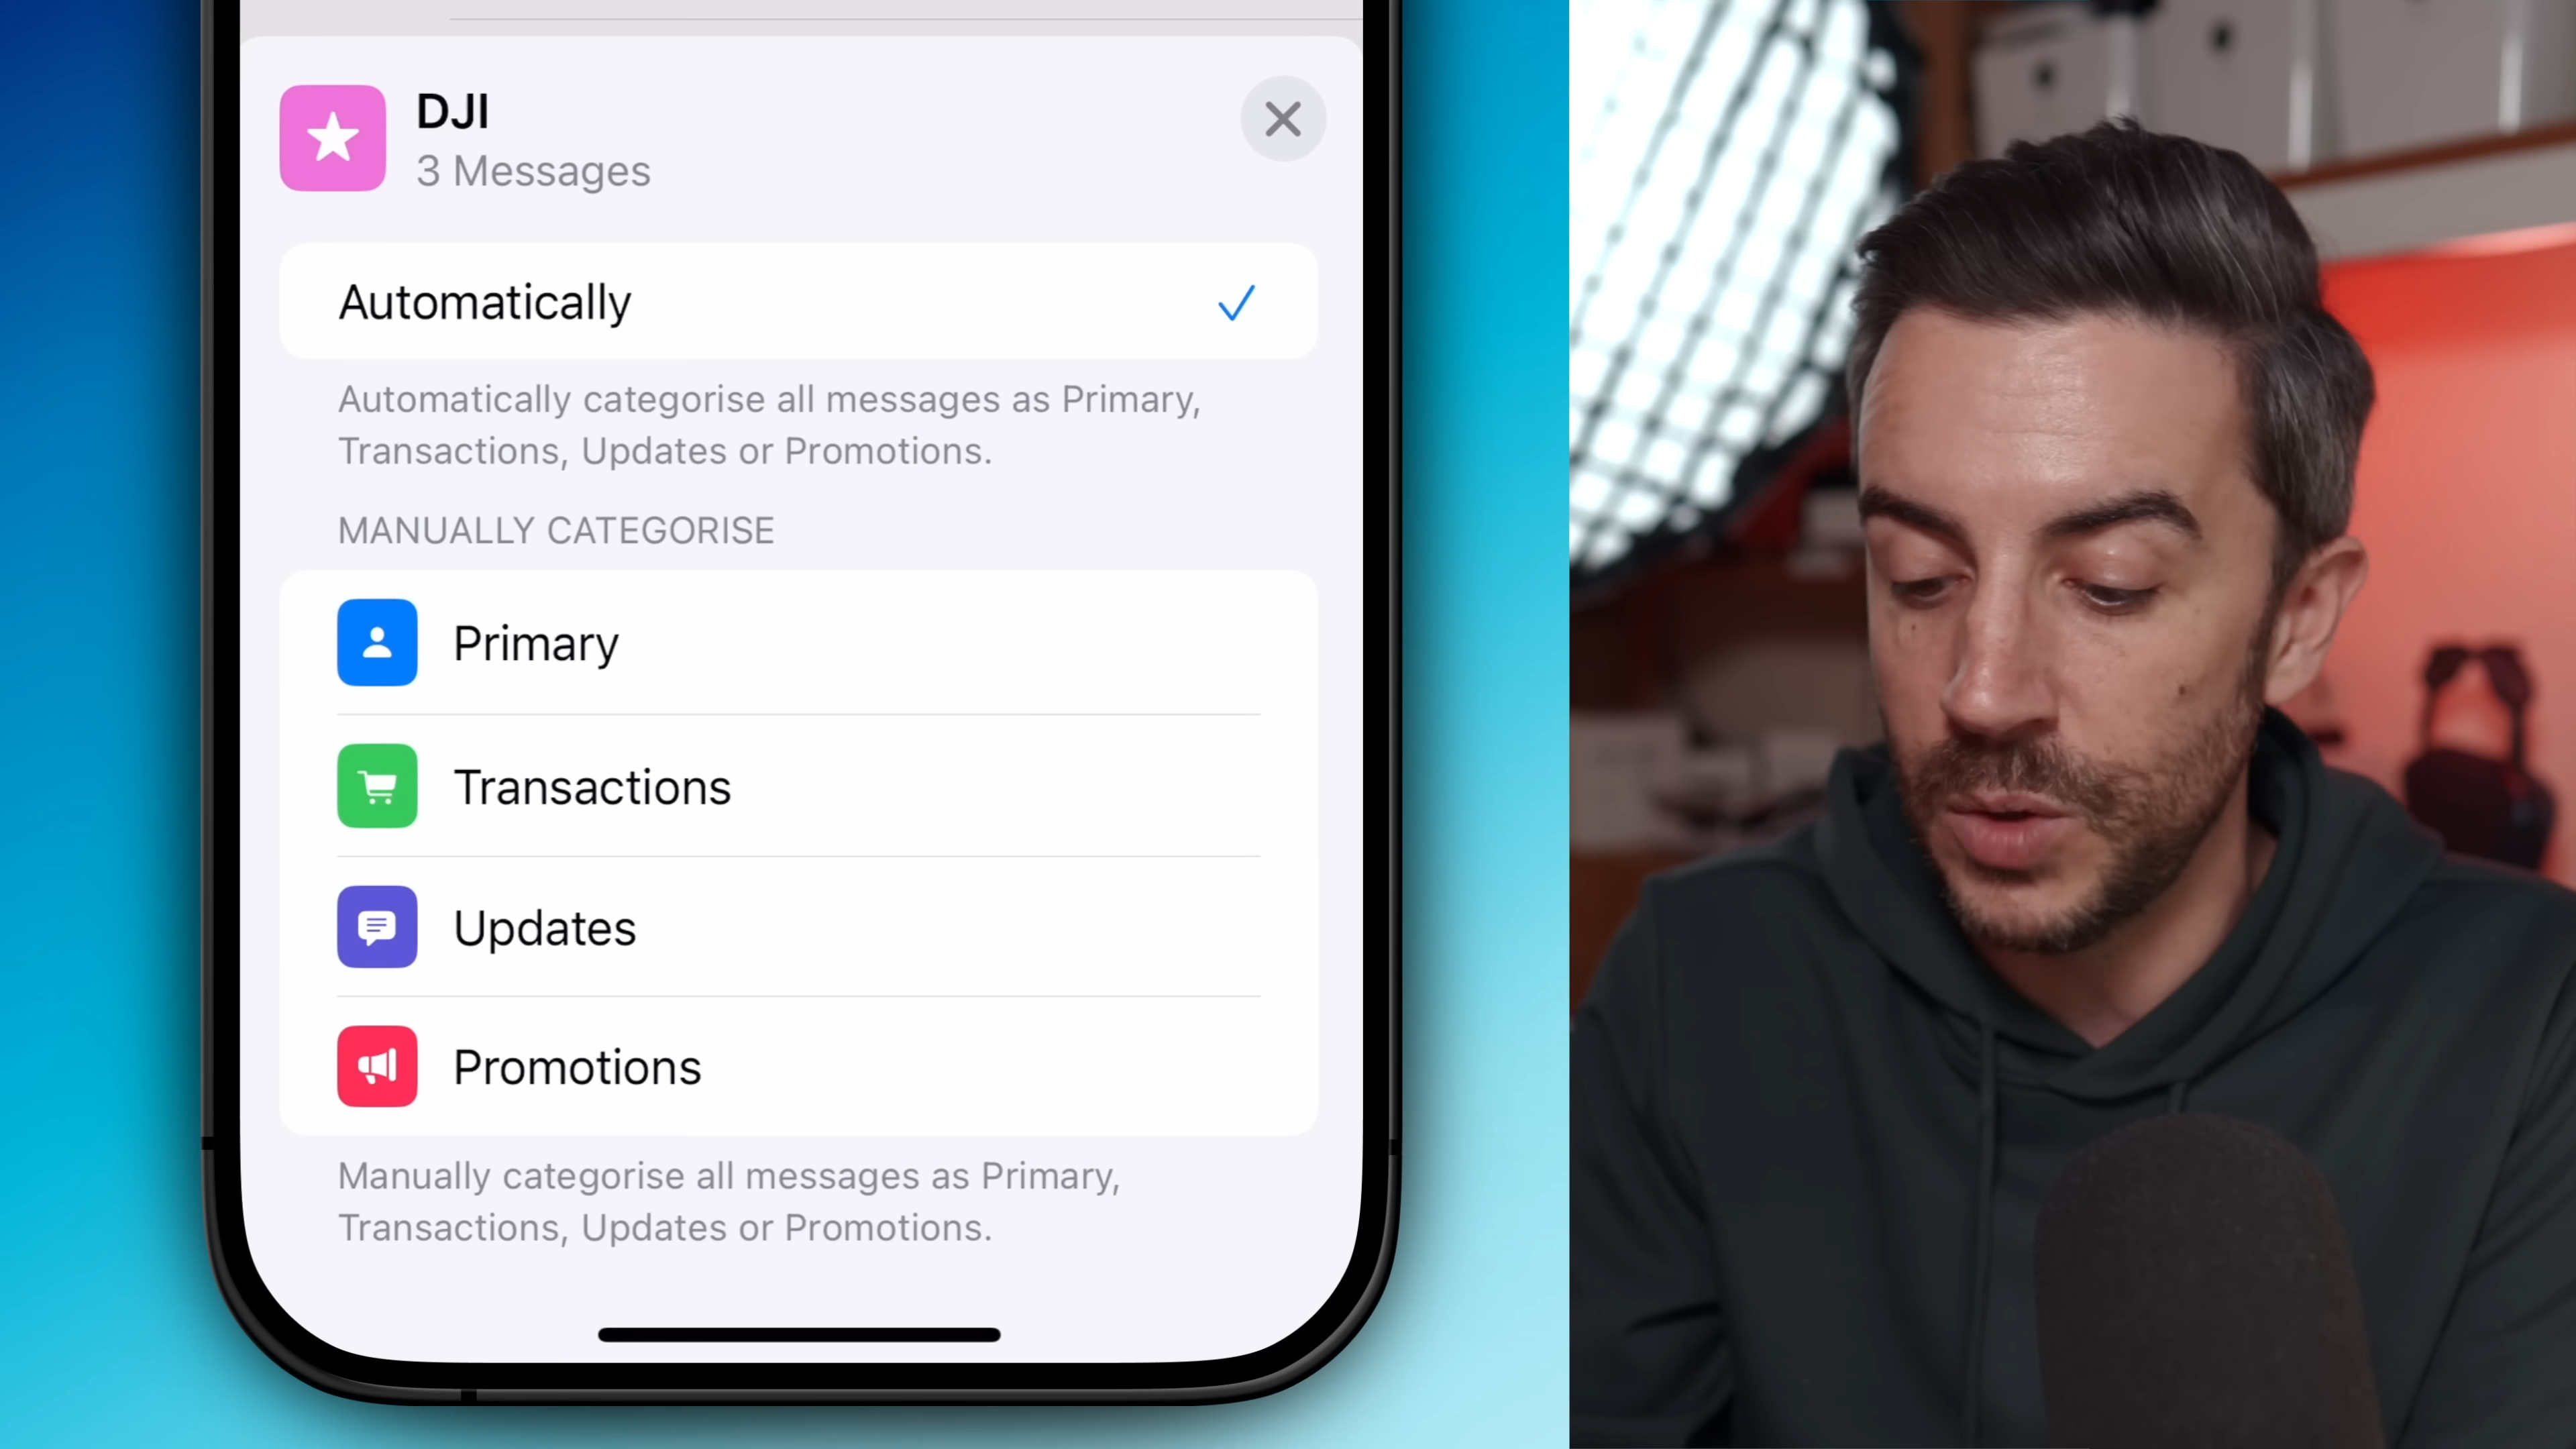 DJI
3 Messages
Automatically
Automatically categorise all messages as Primary,
Transactions, Updates or Promotions.
MANUALLY CATEGORISE
Primary
Transactions
Updates
Promotions
Manually categorise all messages as Primary,
Transactions, Updates or Promotions.